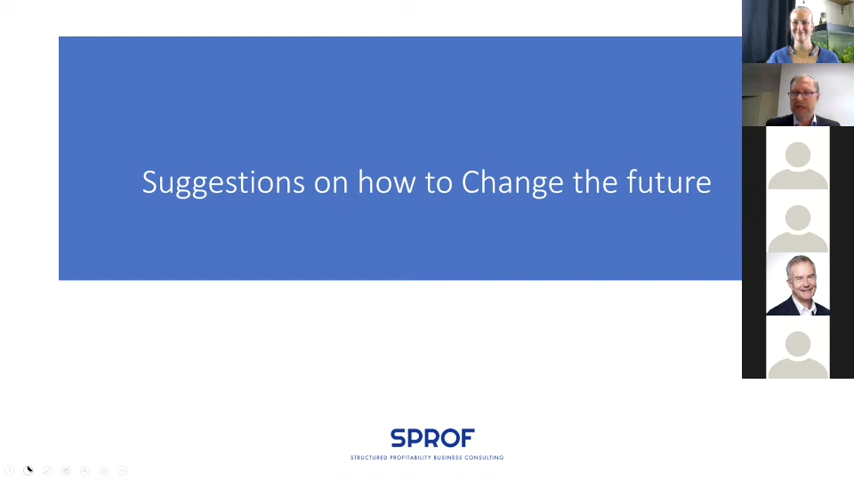 Suggestions on how to Change the future
SPROF
STRUCTURED PROFITABILITY BUSINESS CONSULTING